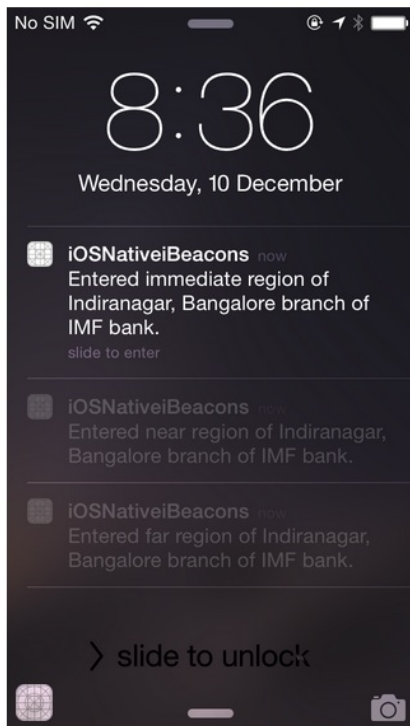 No SIM
8:36
Wednesday, 10 December
iOSNativeiBeacons now
Entered immediate region of
Indiranagar, Bangalore branch of
IMF bank.
slide to enter
iOSNativeiBeacons now
Entered near region of Indiranagar,
Bangalore branch of IMF bank.
iOSNativeiBeacons now
Entered far region of Indiranagar,
Bangalore branch of IMF bank.
> slide to unlock